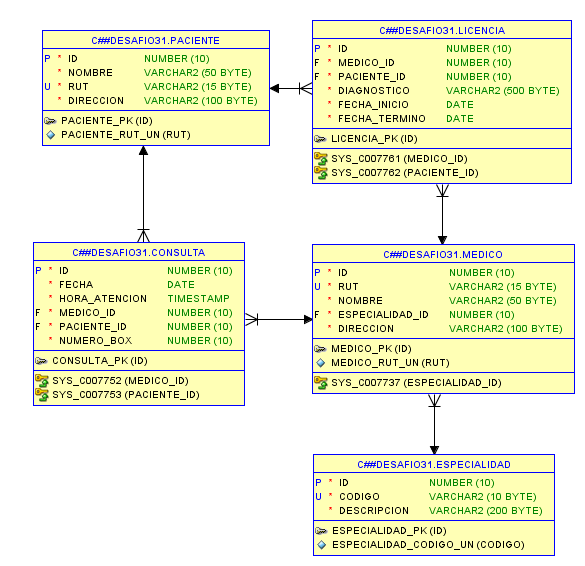 C##DESAFIO31.PACIENTE
P * ID NUMBER (10)
* NOMBRE VARCHAR2 (50 BYTE)
U * RUT VARCHAR2 (15 BYTE)
* DIRECCION VARCHAR2 (100 BYTE)
PACIENTE_PK (ID)
PACIENTE_RUT_UN (RUT)
C##DESAFIO31.LICENCIA
P * ID NUMBER (10)
F * MEDICO_ID NUMBER (10)
F * PACIENTE_ID NUMBER (10)
* DIAGNOSTICO VARCHAR2 (500 BYTE)
* FECHA_INICIO DATE
* FECHA_TERMINO DATE
LICENCIA_PK (ID)
SYS_C007761 (MEDICO_ID)
SYS_C007762 (PACIENTE_ID)
C##DESAFIO31.CONSULTA
P * ID NUMBER (10)
* FECHA DATE
* HORA_ATENCION TIMESTAMP
F * MEDICO_ID NUMBER (10)
F * PACIENTE_ID NUMBER (10)
* NUMERO_BOX NUMBER (10)
CONSULTA_PK (ID)
SYS_C007752 (MEDICO_ID)
SYS_C007753 (PACIENTE_ID)
C##DESAFIO31.MEDICO
P * ID NUMBER (10)
U * RUT VARCHAR2 (15 BYTE)
* NOMBRE VARCHAR2 (50 BYTE)
F * ESPECIALIDAD_ID NUMBER (10)
* DIRECCION VARCHAR2 (100 BYTE)
MEDICO_PK (ID)
MEDICO_RUT_UN (RUT)
SYS_C007737 (ESPECIALIDAD_ID)
C##DESAFIO31.ESPECIALIDAD
P * ID NUMBER (10)
U * CODIGO VARCHAR2 (10 BYTE)
* DESCRIPCION VARCHAR2 (200 BYTE)
ESPECIALIDAD_PK (ID)
ESPECIALIDAD_CODIGO_UN (CODIGO)